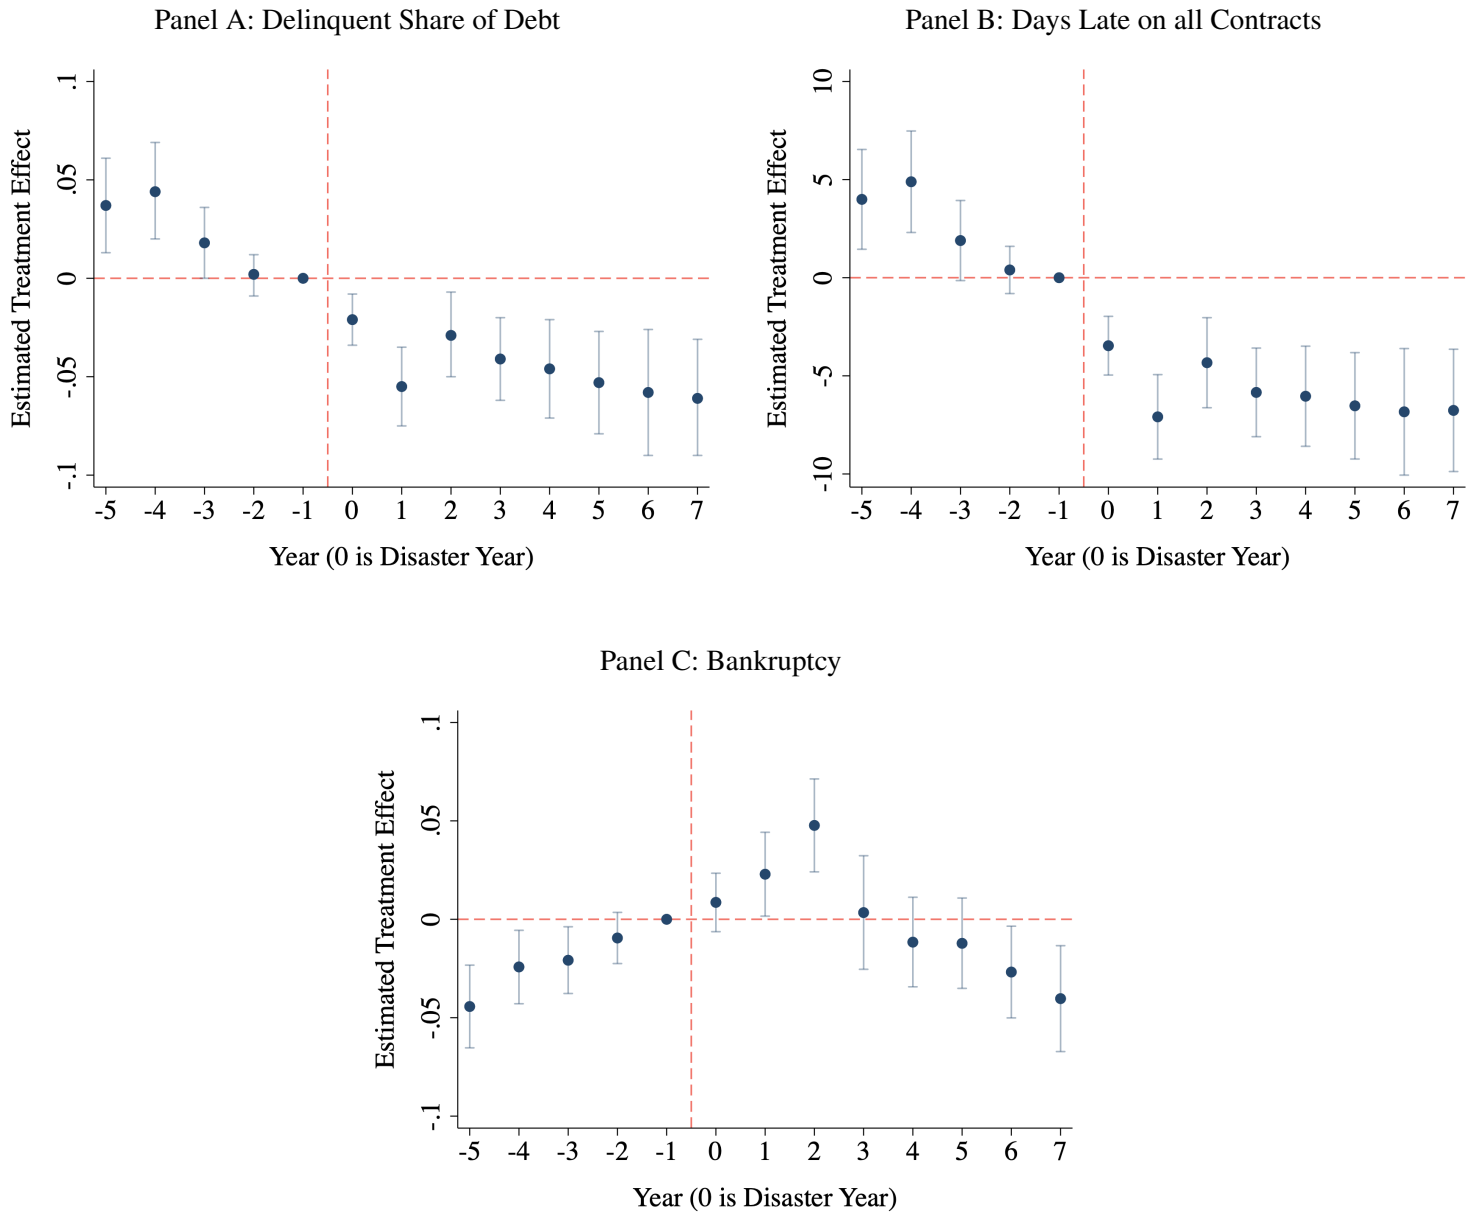 Panel A: Delinquent Share of Debt
Estimated Treatment Effect
.1
.05
0
-.05
-.1
-5 -4 -3 -2 -1 0 1 2 3 4 5 6 7
Year (0 is Disaster Year)
Panel B: Days Late on all Contracts
Estimated Treatment Effect
10
5
0
-5
-10
-5 -4 -3 -2 -1 0 1 2 3 4 5 6 7
Year (0 is Disaster Year)
Panel C: Bankruptcy
Estimated Treatment Effect
.1
.05
0
-.05
-.1
-5 -4 -3 -2 -1 0 1 2 3 4 5 6 7
Year (0 is Disaster Year)